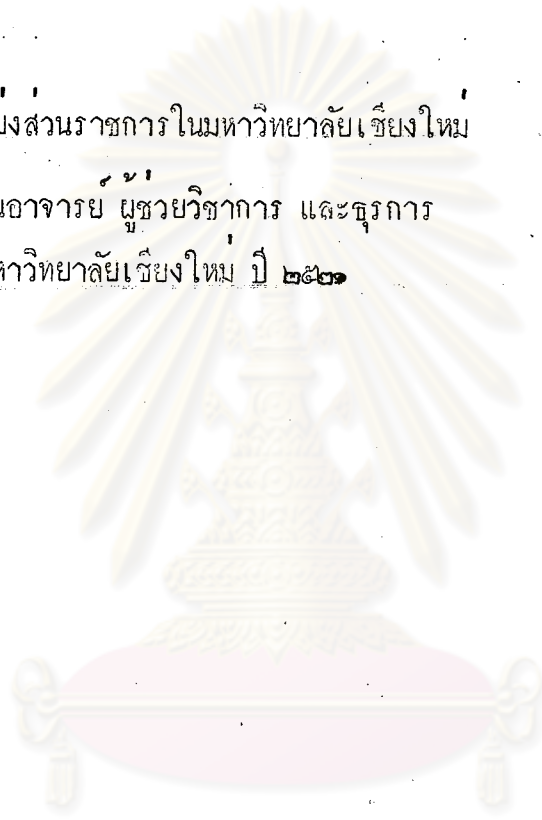 บ่งส่วนราชการในมหาวิทยาลัยเชียงใหม่
นอาจารย์ ผู้ช่วยวิชาการ และธุรการ
หาวิทยาลัยเชียงใหม่ ปี ๒๕๒๑